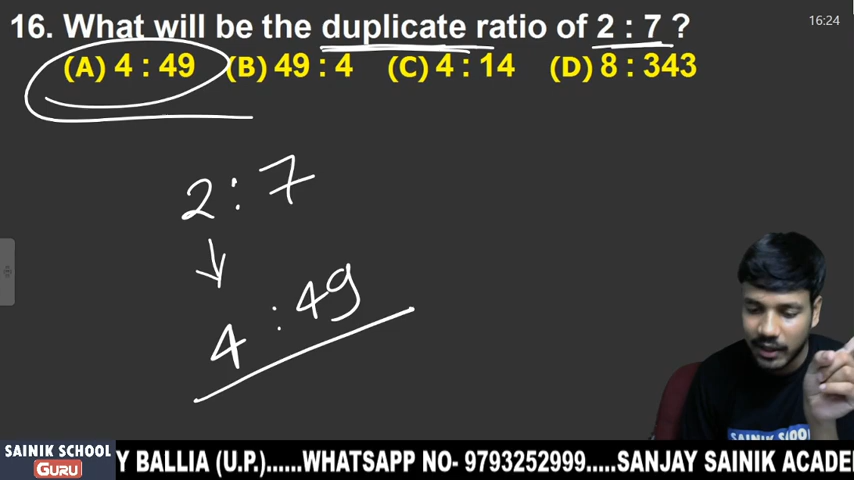 16. What will be the duplicate ratio of 2 : 7 ?
16:24
(A) 4 : 49 (B) 49 : 4 (C) 4 : 14 (D) 8 : 343
2 : 7
4 : 49
SAINIK SCHOOL
GURU
Y BALLIA (U.P.)......WHATSAPP NO- 9793252999.....SANJAY SAINIK ACADE